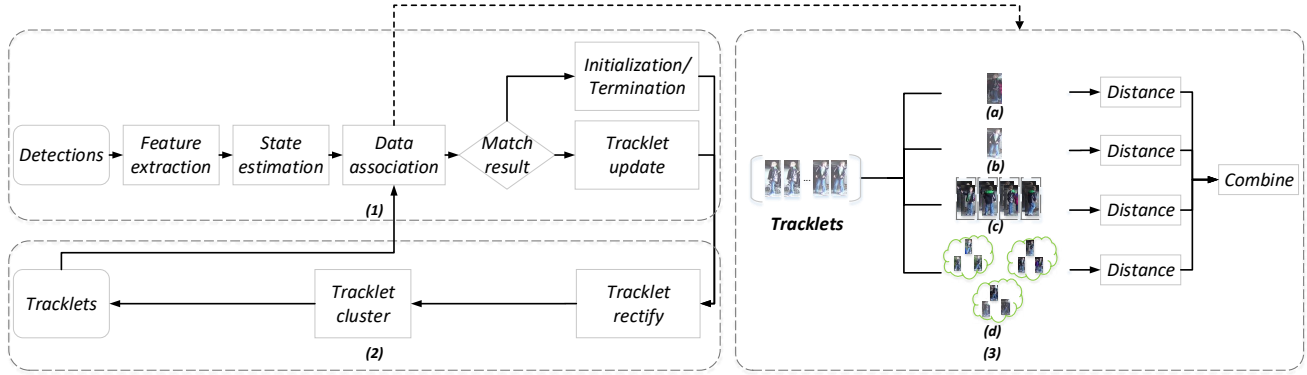 Initialization/
Termination
Detections
Feature
extraction
State
estimation
Data
association
Match
result
Tracklet
update
(1)
Tracklets
Tracklet
cluster
Tracklet
rectify
(2)
...
Tracklets
(a)
(b)
(c)
(d)
Distance
Distance
Distance
Distance
Combine
(3)